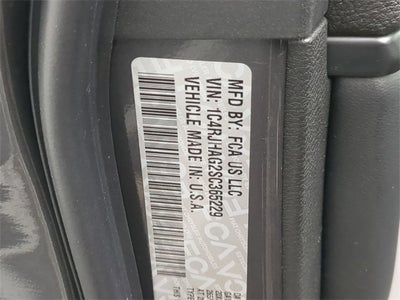 MFD BY: FCA US LLC
VIN: 1C4RJHAG2SC365229
VEHICLE MADE IN: U.S.A.